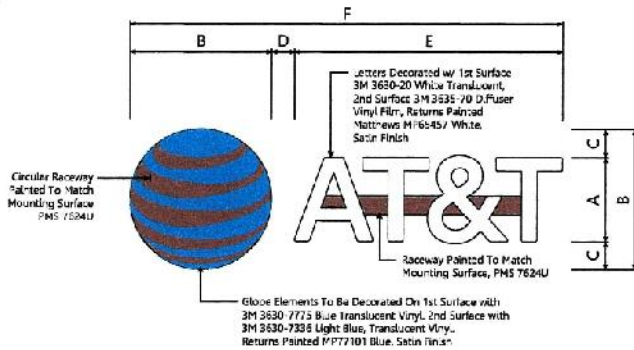 F
B
D
E
Letters Decorated w/ 1st Surface
3M 3630-20 White Translucent,
2nd Surface 3M 3635-70 Diffuser
Vinyl Film, Returns Painted
Matthews MP65457 White,
Satin Finish
Circular Raceway
Painted To Match
Mounting Surface
PMS 7624U
AT&T
C
A
B
C
Raceway Painted To Match
Mounting Surface, PMS 7624U
Globe Elements To Be Decorated On 1st Surface with
3M 3630-7775 Blue Translucent Vinyl. 2nd Surface with
3M 3630-7336 Light Blue, Translucent Vinyl.
Returns Painted MP77101 Blue, Satin Finish